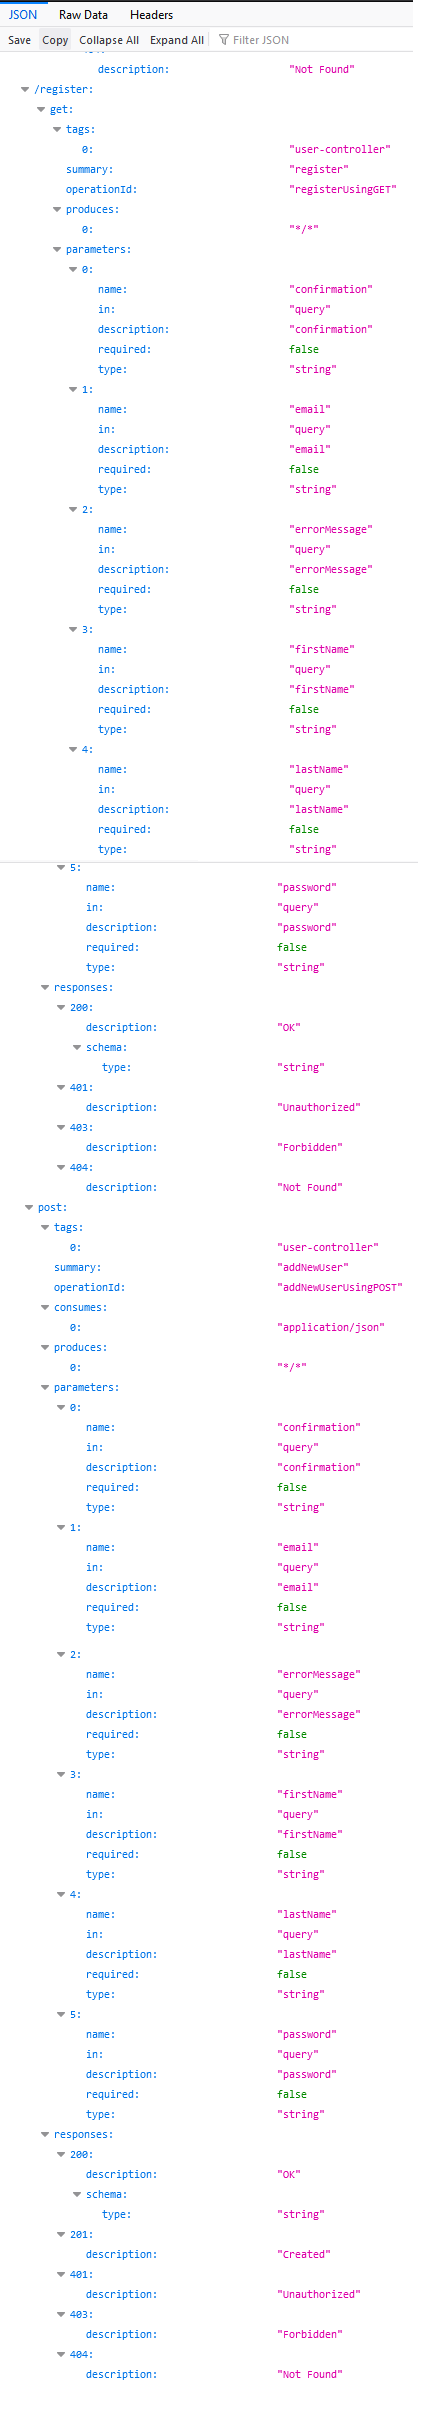 JSON Raw Data Headers
Save Copy Collapse All Expand All Filter JSON
description: "Not Found"
/register:
get:
tags:
0: "user-controller"
summary: "register"
operationId: "registerUsingGET"
produces:
0: "*/*"
parameters:
0:
name: "confirmation"
in: "query"
description: "confirmation"
required: false
type: "string"
1:
name: "email"
in: "query"
description: "email"
required: false
type: "string"
2:
name: "errorMessage"
in: "query"
description: "errorMessage"
required: false
type: "string"
3:
name: "firstName"
in: "query"
description: "firstName"
required: false
type: "string"
4:
name: "lastName"
in: "query"
description: "lastName"
required: false
type: "string"
5:
name: "password"
in: "query"
description: "password"
required: false
type: "string"
responses:
200:
description: "OK"
schema:
type: "string"
401:
description: "Unauthorized"
403:
description: "Forbidden"
404:
description: "Not Found"
post:
tags:
0: "user-controller"
summary: "addNewUser"
operationId: "addNewUserUsingPOST"
consumes:
0: "application/json"
produces:
0: "*/*"
parameters:
0:
name: "confirmation"
in: "query"
description: "confirmation"
required: false
type: "string"
1:
name: "email"
in: "query"
description: "email"
required: false
type: "string"
2:
name: "errorMessage"
in: "query"
description: "errorMessage"
required: false
type: "string"
3:
name: "firstName"
in: "query"
description: "firstName"
required: false
type: "string"
4:
name: "lastName"
in: "query"
description: "lastName"
required: false
type: "string"
5:
name: "password"
in: "query"
description: "password"
required: false
type: "string"
responses:
200:
description: "OK"
schema:
type: "string"
201:
description: "Created"
401:
description: "Unauthorized"
403:
description: "Forbidden"
404:
description: "Not Found"